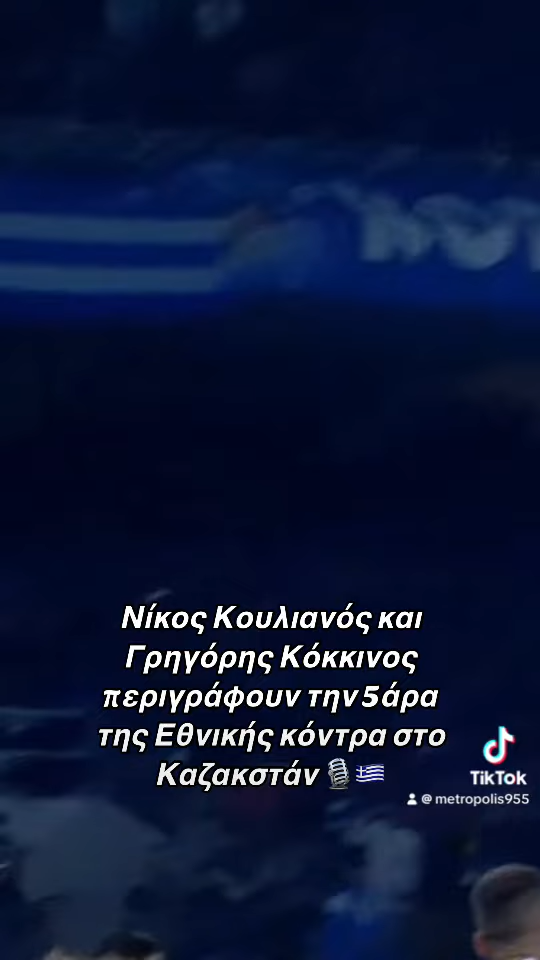 Νίκος Κουλιανός και
Γρηγόρης Κόκκινος
περιγράφουν την 5άρα
της Εθνικής κόντρα στο
Καζακστάν🎙️🇬🇷
TikTok
@metropolis955